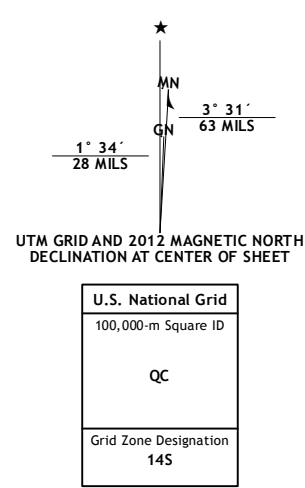 ★
MN
3° 31´
63 MILS
GN
1° 34´
28 MILS
UTM GRID AND 2012 MAGNETIC NORTH
DECLINATION AT CENTER OF SHEET
U.S. National Grid
100,000-m Square ID
QC
Grid Zone Designation
14S